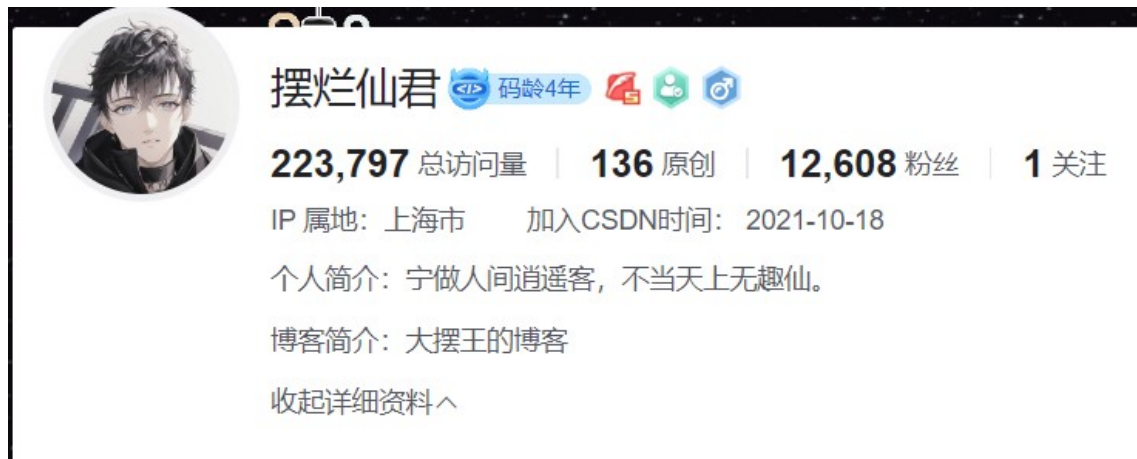 摆烂仙君 码龄4年
223,797 总访问量 136 原创 12,608 粉丝 1 关注
IP 属地：上海市 加入CSDN时间： 2021-10-18
个人简介：宁做人间逍遥客，不当天上无趣仙。
博客简介：大摆王的博客
收起详细资料